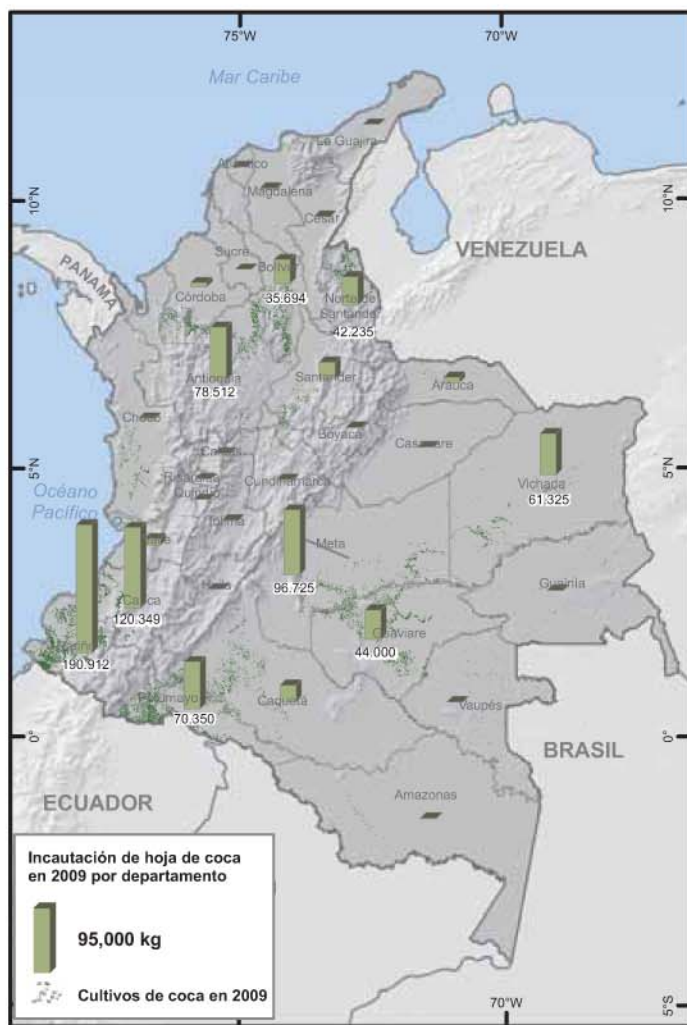 75°W
70°W
Mar Caribe
La Guajira
Atlántico
Magdalena
10°N
10°N
Cesar
VENEZUELA
Sucre
PANAMA
Bolívar
Córdoba
35.694
Norte de
Santander
42.235
Antioquia
78.512
Santander
Arauca
Chocó
Boyacá
Casanare
5°N
5°N
Caldas
Vichada
61.325
Risaralda
Cundinamarca
Quindío
Océano
Pacífico
Tolima
Meta
96.725
Huila
Guainía
Cauca
120.349
Guaviare
44.000
Nariño
190.912
Putumayo
70.350
Caquetá
Vaupés
0°
0°
BRASIL
ECUADOR
Amazonas
Incautación de hoja de coca
en 2009 por departamento
95,000 kg
Cultivos de coca en 2009
75°W
70°W
5°S